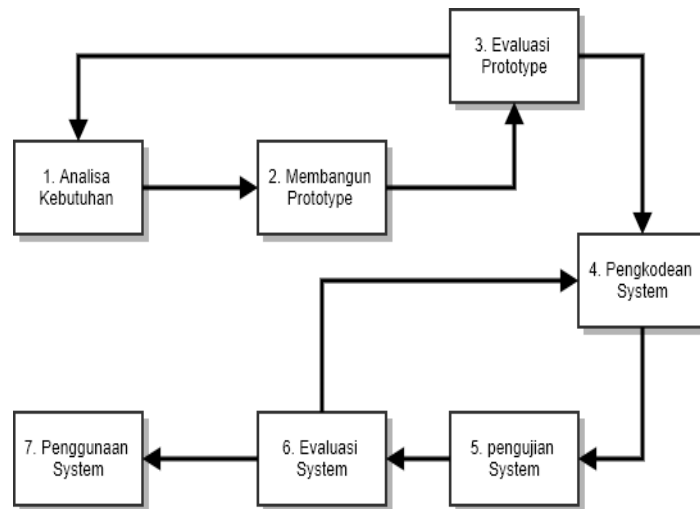 3. Evaluasi
Prototype
1. Analisa
Kebutuhan
2. Membangun
Prototype
4. Pengkodean
System
7. Penggunaan
System
6. Evaluasi
System
5. pengujian
System